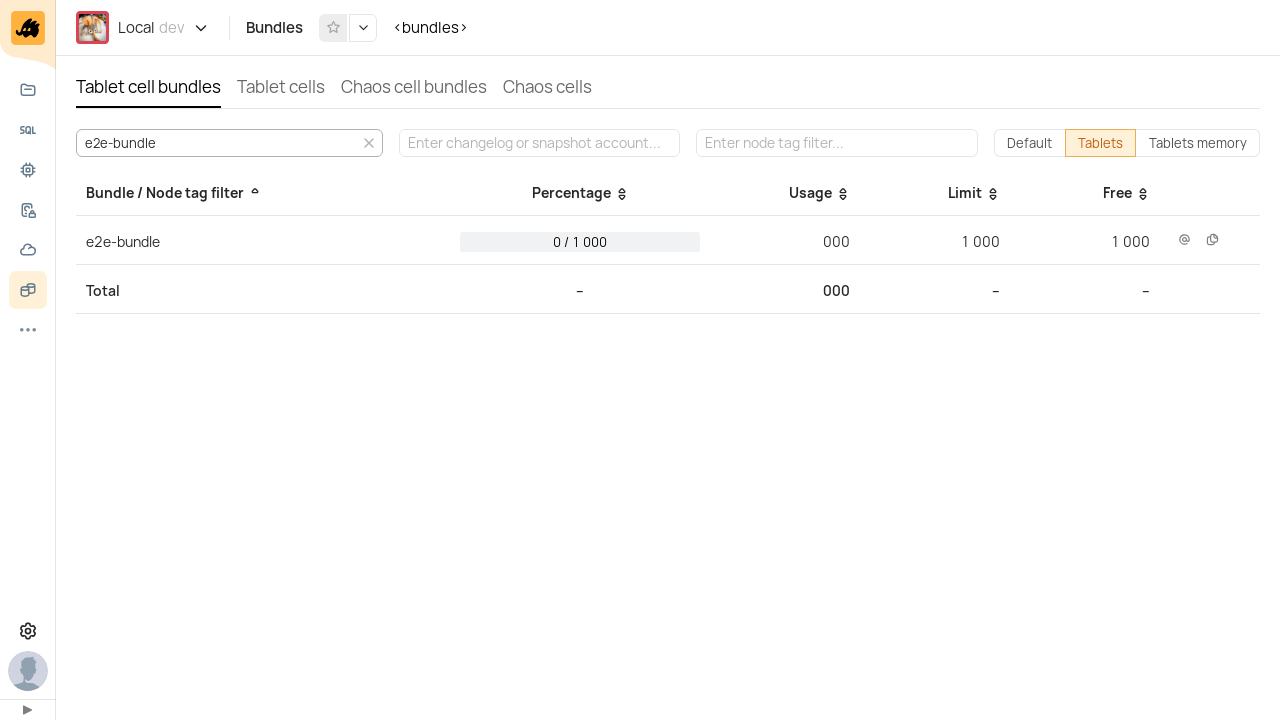 Local dev
Bundles
<bundles>
Tablet cell bundles
Tablet cells
Chaos cell bundles
Chaos cells
e2e-bundle
Enter changelog or snapshot account...
Enter node tag filter...
Default
Tablets
Tablets memory
Bundle / Node tag filter
Percentage
Usage
Limit
Free
e2e-bundle
0 / 1 000
000
1 000
1 000
Total
–
000
–
–
SQL